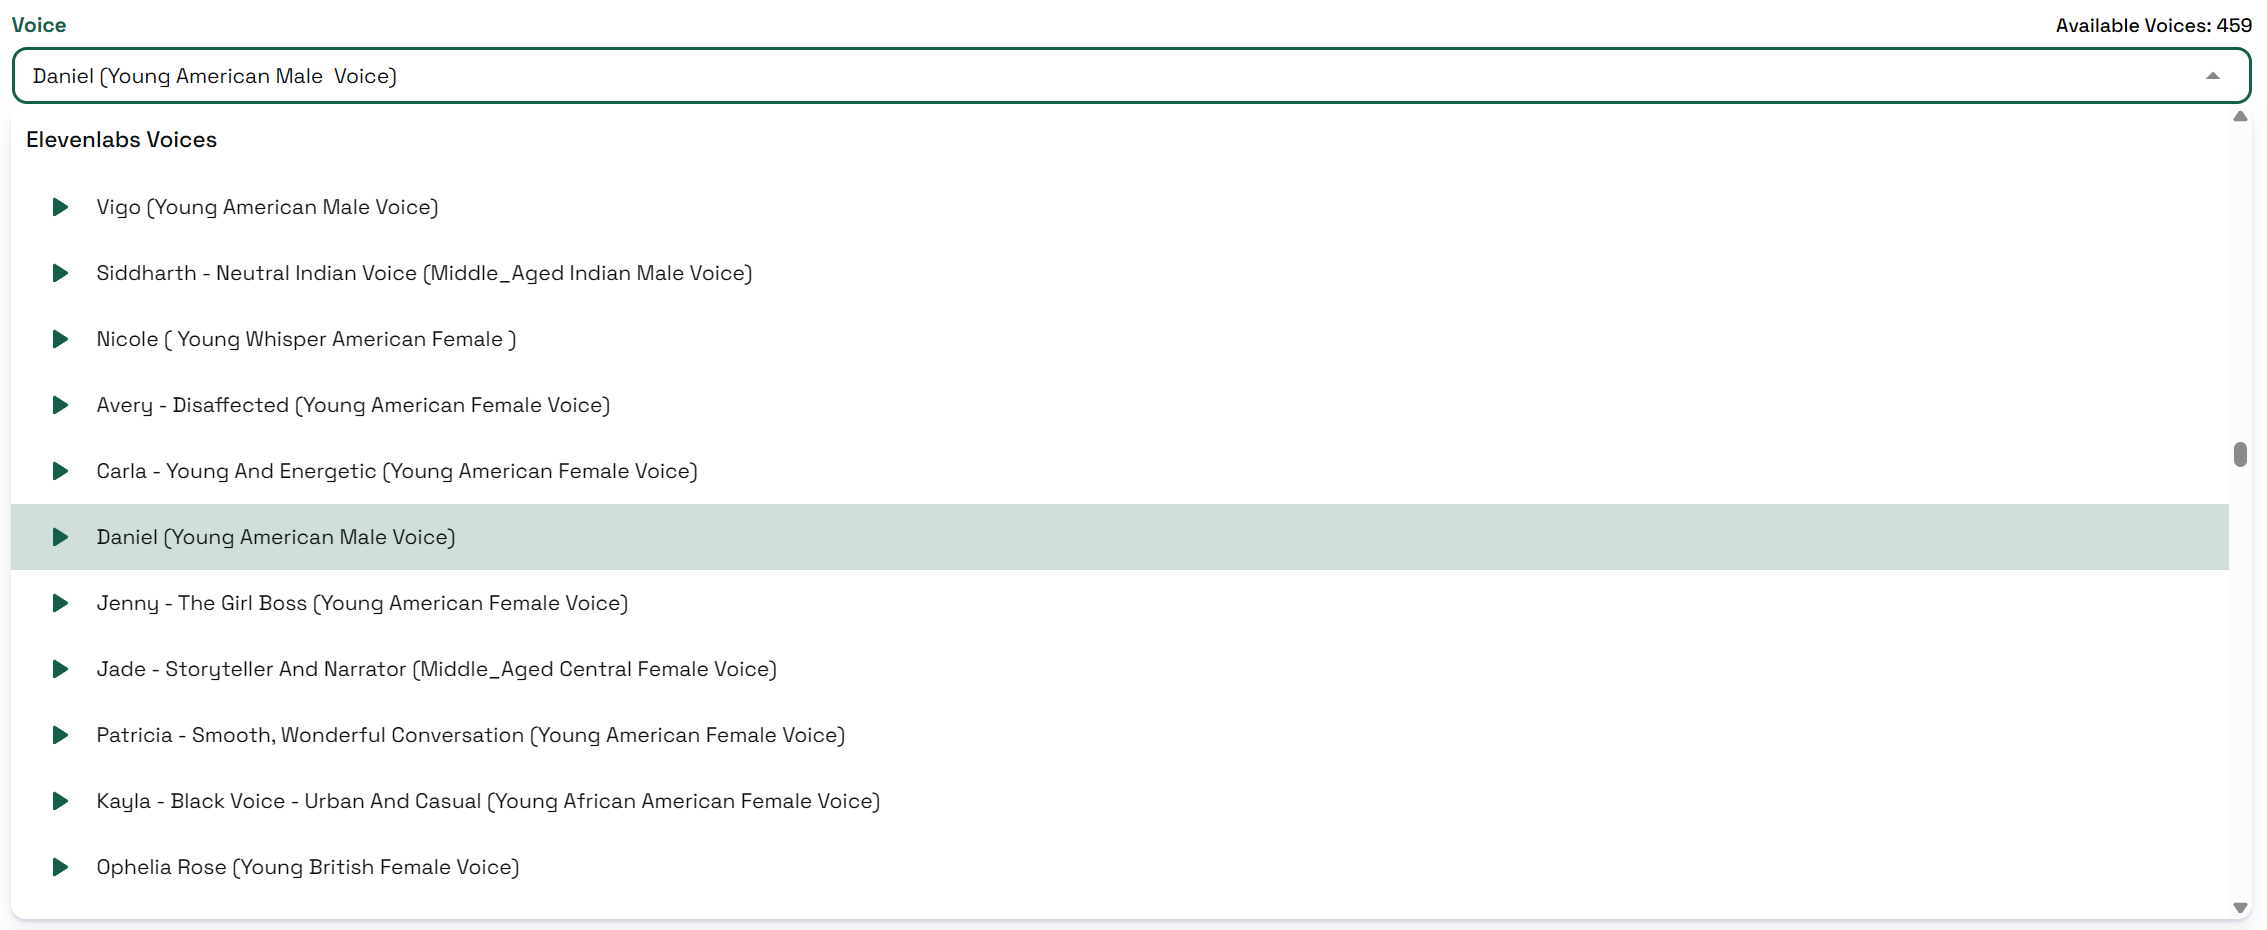 Voice
Available Voices: 459
Daniel (Young American Male  Voice)
Elevenlabs Voices
Vigo (Young American Male Voice)
Siddharth - Neutral Indian Voice (Middle_Aged Indian Male Voice)
Nicole ( Young Whisper American Female )
Avery - Disaffected (Young American Female Voice)
Carla - Young And Energetic (Young American Female Voice)
Daniel (Young American Male Voice)
Jenny - The Girl Boss (Young American Female Voice)
Jade - Storyteller And Narrator (Middle_Aged Central Female Voice)
Patricia - Smooth, Wonderful Conversation (Young American Female Voice)
Kayla - Black Voice - Urban And Casual (Young African American Female Voice)
Ophelia Rose (Young British Female Voice)